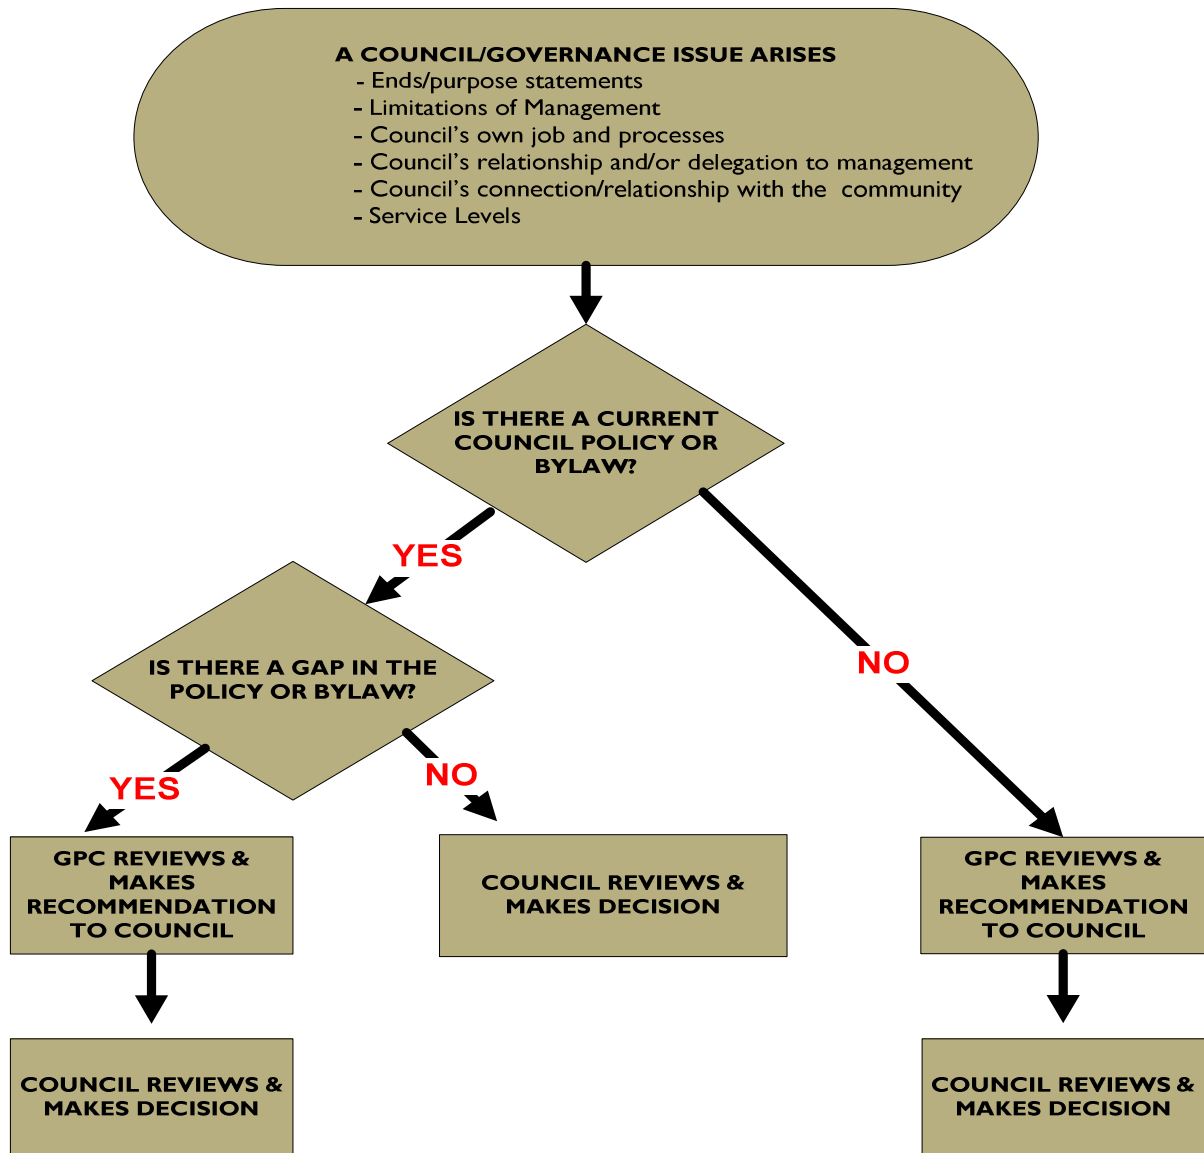 A COUNCIL/GOVERNANCE ISSUE ARISES
- Ends/purpose statements
- Limitations of Management
- Council's own job and processes
- Council's relationship and/or delegation to management
- Council's connection/relationship with the community
- Service Levels
IS THERE A CURRENT
COUNCIL POLICY OR
BYLAW?
YES
NO
IS THERE A GAP IN THE
POLICY OR BYLAW?
YES
NO
GPC REVIEWS &
MAKES
RECOMMENDATION
TO COUNCIL
COUNCIL REVIEWS &
MAKES DECISION
GPC REVIEWS &
MAKES
RECOMMENDATION
TO COUNCIL
COUNCIL REVIEWS &
MAKES DECISION
COUNCIL REVIEWS &
MAKES DECISION